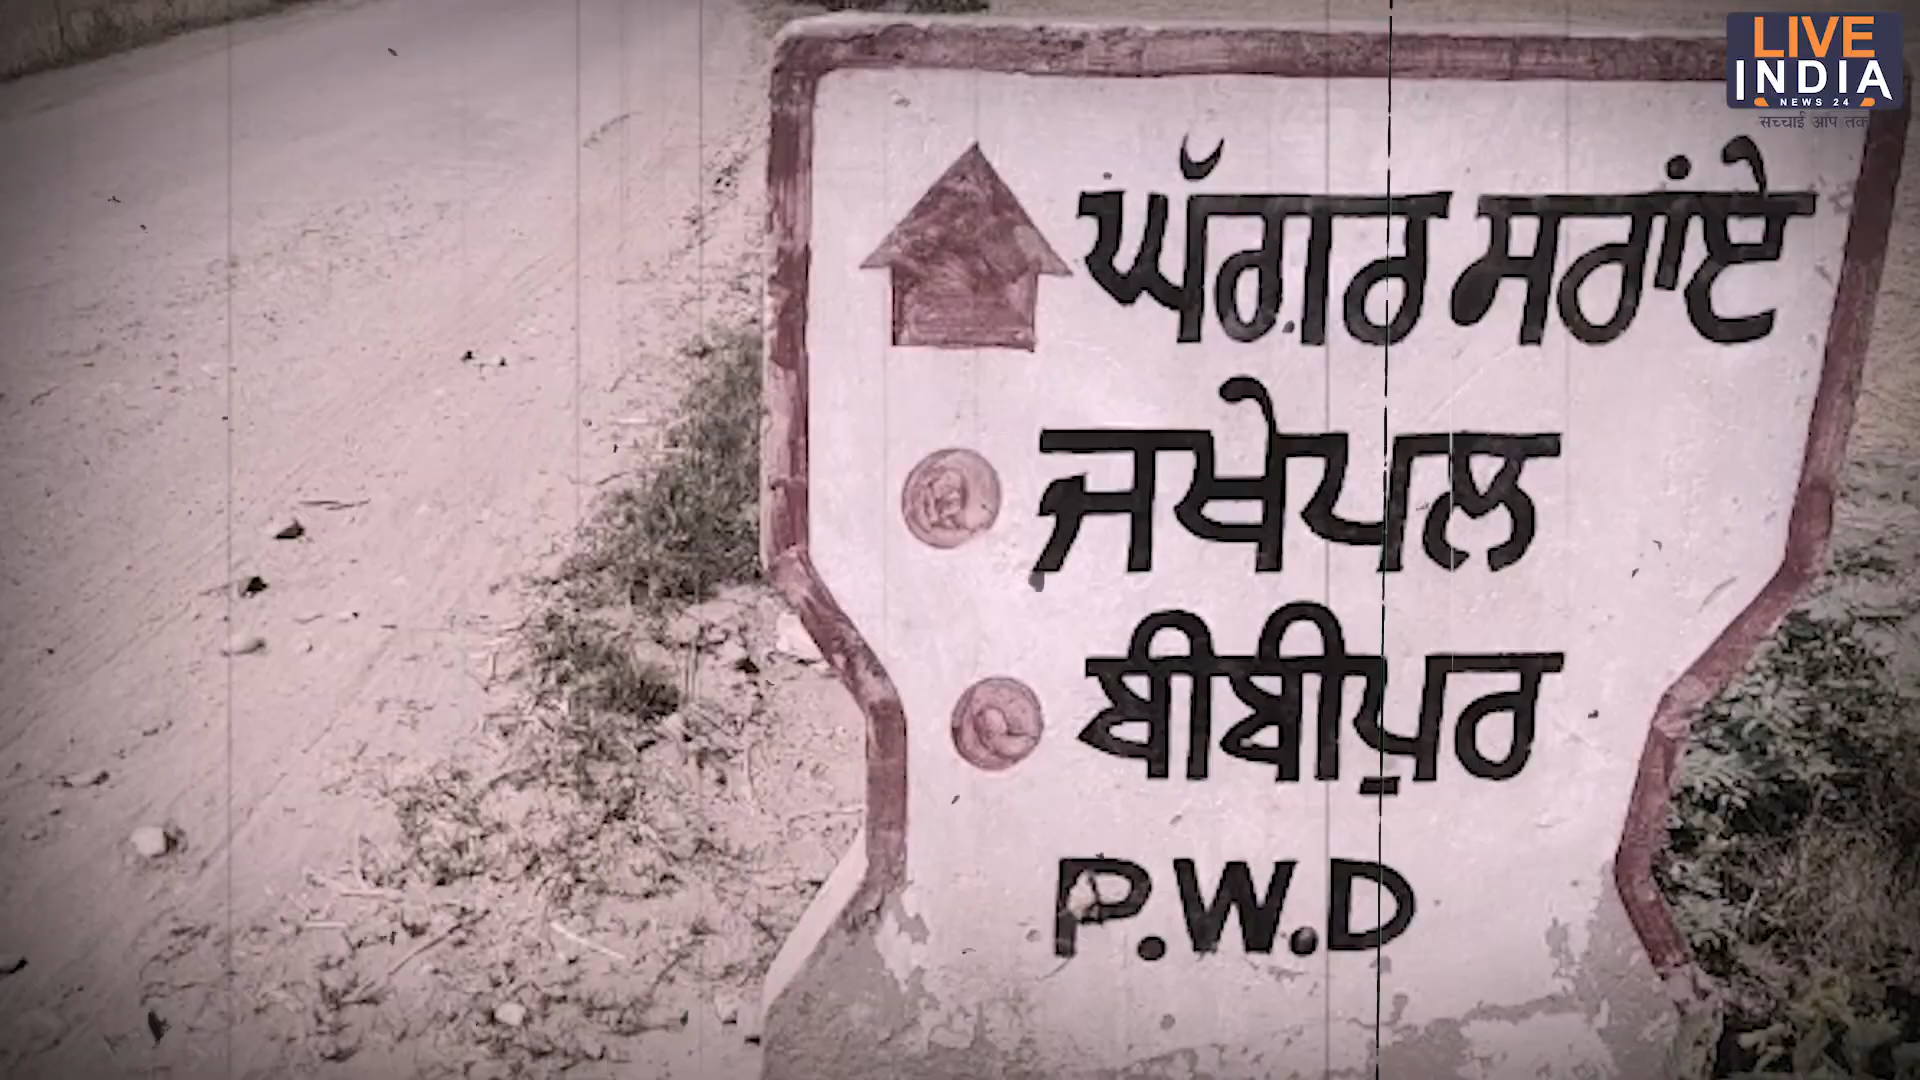 LIVE
INDIA
NEWS 24
सच्चाई आप तक
ਘੱਗਰ ਸਰਾਂਏ
ਜਖੇਪਲ
ਬੀਬੀਪੁਰ
P.W.D